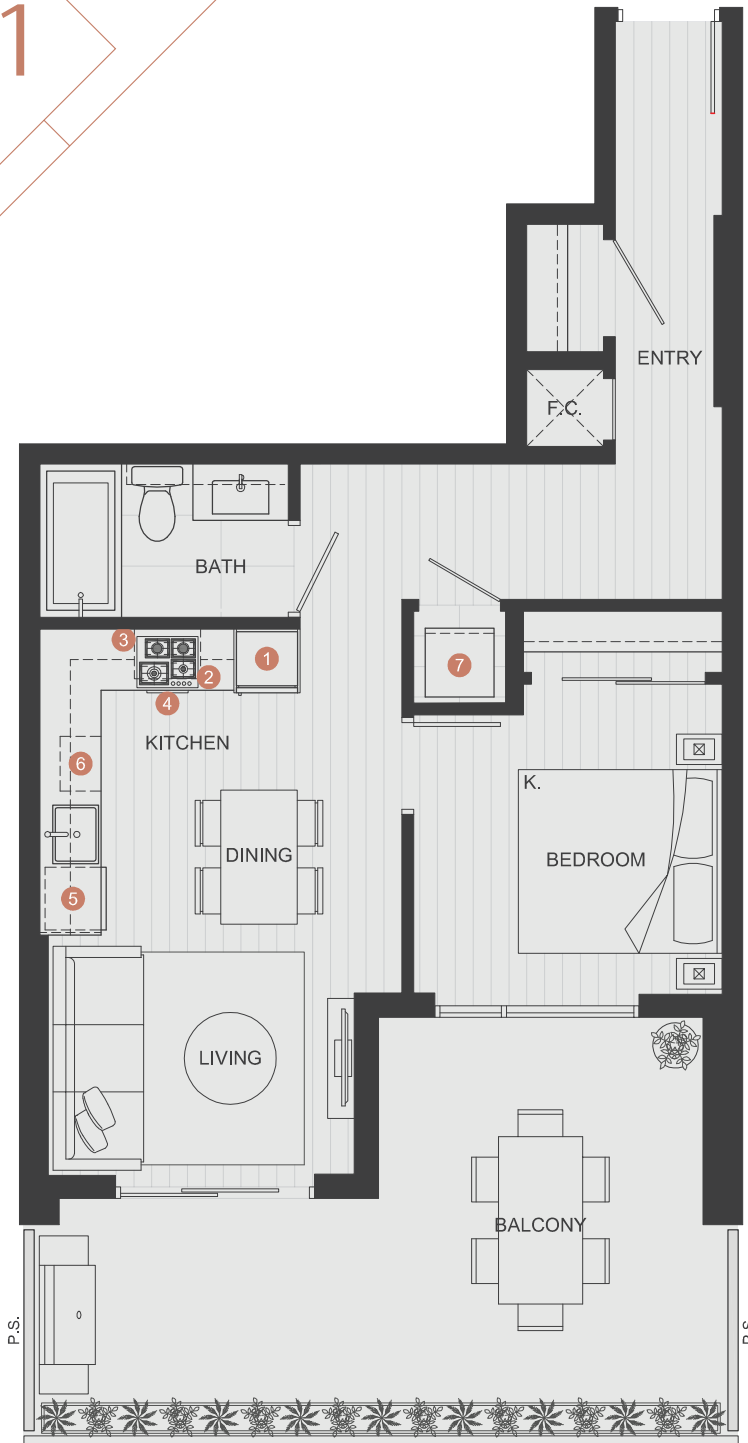 1
ENTRY
F.C.
BATH
3
1
2
7
4
KITCHEN
6
K.
DINING
BEDROOM
5
LIVING
BALCONY
P.S.
P.S.